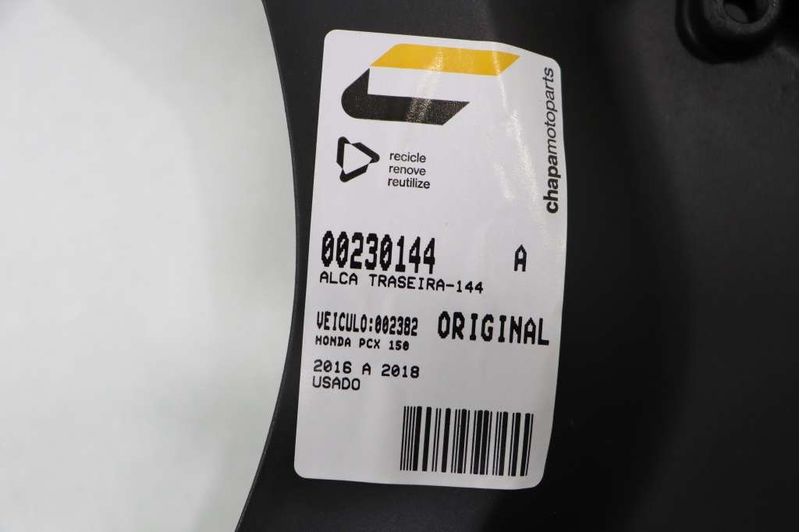 chapamotoparts
recicle
renove
reutilize
00230144 A
ALCA TRASEIRA-144
VEICULO:002382 ORIGINAL
HONDA PCX 150
2016 A 2018
USADO